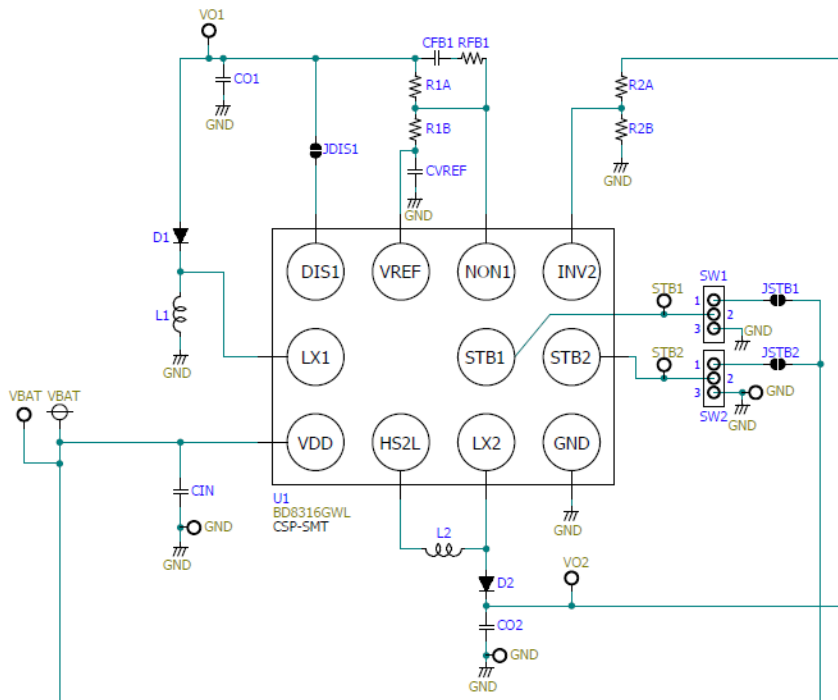 VO1
CFB1 RFB1
CO1
R1A
R2A
GND
R1B
R2B
JDIS1
CVREF
GND
GND
D1
DIS1 VREF NON1 INV2
STB1
SW1
JSTB1
1
2
3
GND
L1
LX1 STB1 STB2
STB2
JSTB2
GND
1
2
3
GND
GND
SW2
VBAT VBAT
VDD HS2L LX2 GND
CIN
U1
BD8316GWL
CSP-SMT
GND
GND
GND
L2
D2
VO2
CO2
GND
GND